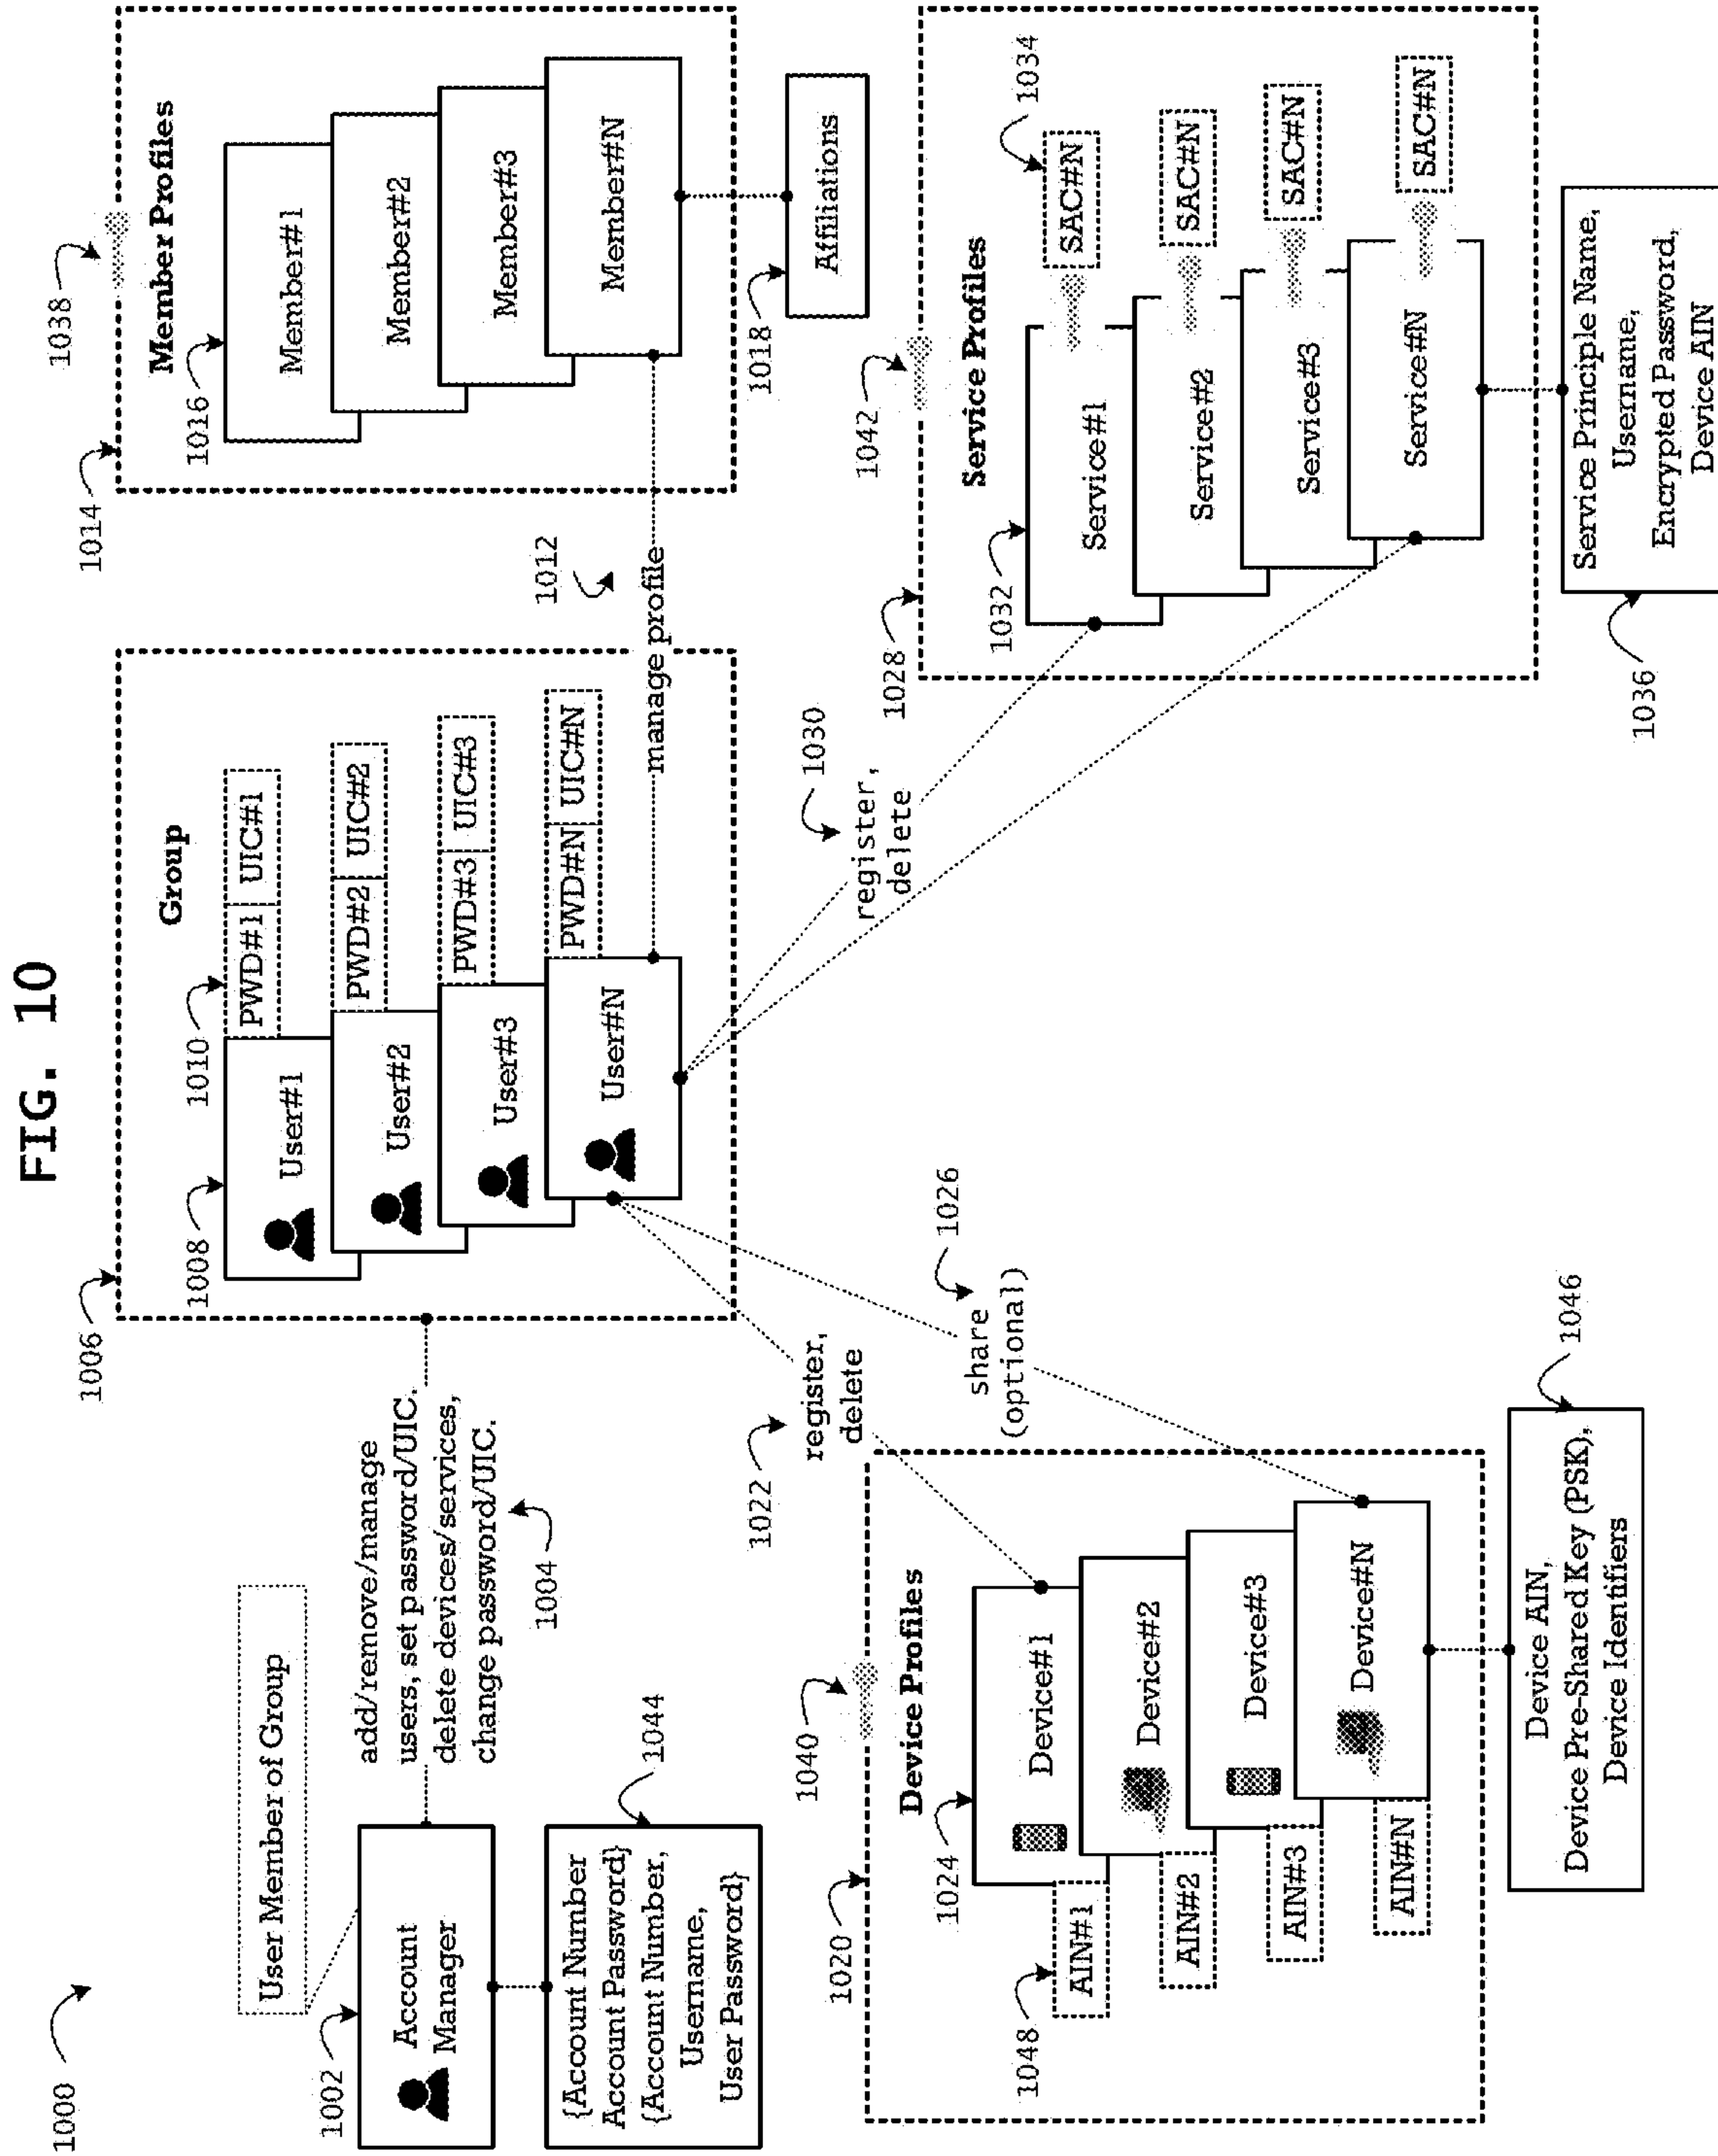 FIG. 10
1000
User Member of Group
1002
Account
Manager
{Account Number
Account Password}
{Account Number,
Username,
User Password}
1044
add/remove/manage
users, set password/UIC.
delete devices/services,
change password/UIC.
1004
1006
Group
1008
1010
User#1
PWD#1
UIC#1
User#2
PWD#2
UIC#2
User#3
PWD#3
UIC#3
User#N
PWD#N
UIC#N
1012
manage profile
1014
1038
Member Profiles
1016
Member#1
Member#2
Member#3
Member#N
1018
Affiliations
1020
1040
Device Profiles
1022
register,
delete
1024
Device#1
Device#2
Device#3
Device#N
1048
AIN#1
AIN#2
AIN#3
AIN#N
1026
share
(optional)
1046
Device AIN,
Device Pre-Shared Key (PSK),
Device Identifiers
1030
register,
delete
1028
1042
Service Profiles
1032
Service#1
Service#2
Service#3
Service#N
1034
SAC#N
SAC#N
SAC#N
SAC#N
1036
Service Principle Name,
Username,
Encrypted Password,
Device AIN